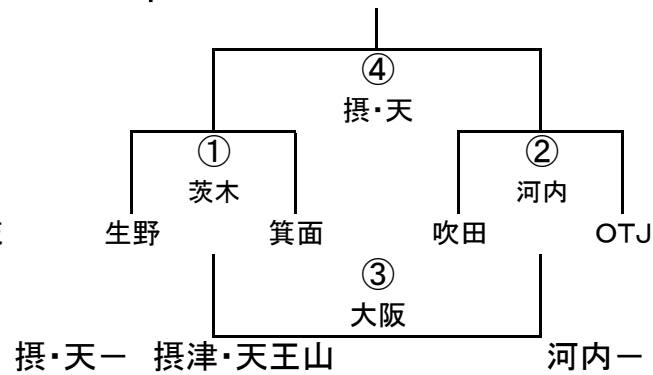 ④
摂・天
① ②
茨木 河内
生野 箕面 吹田 OTJ
③
大阪
摂・天ー 摂津・天王山 河内ー